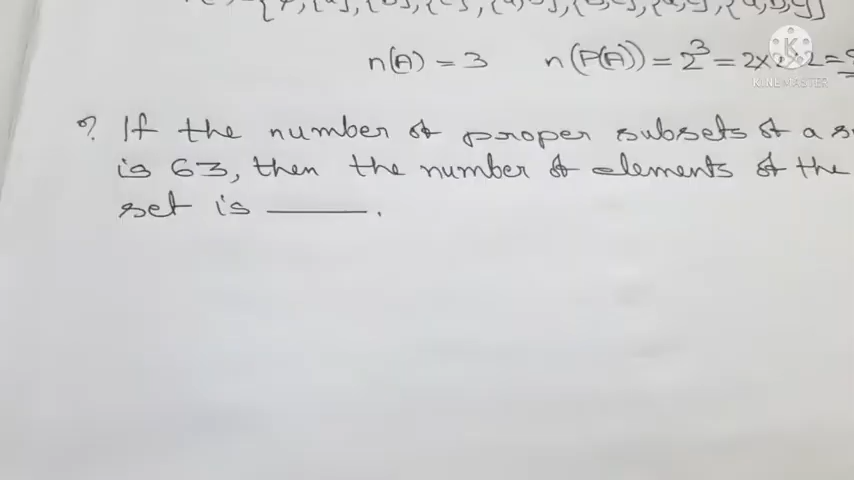 n(A) = 3 n(P(A)) = 2³ = 2×2×2 =
KINEMASTER
? If the number of proper subsets of a
is 63, then the number of elements of the
set is ______.